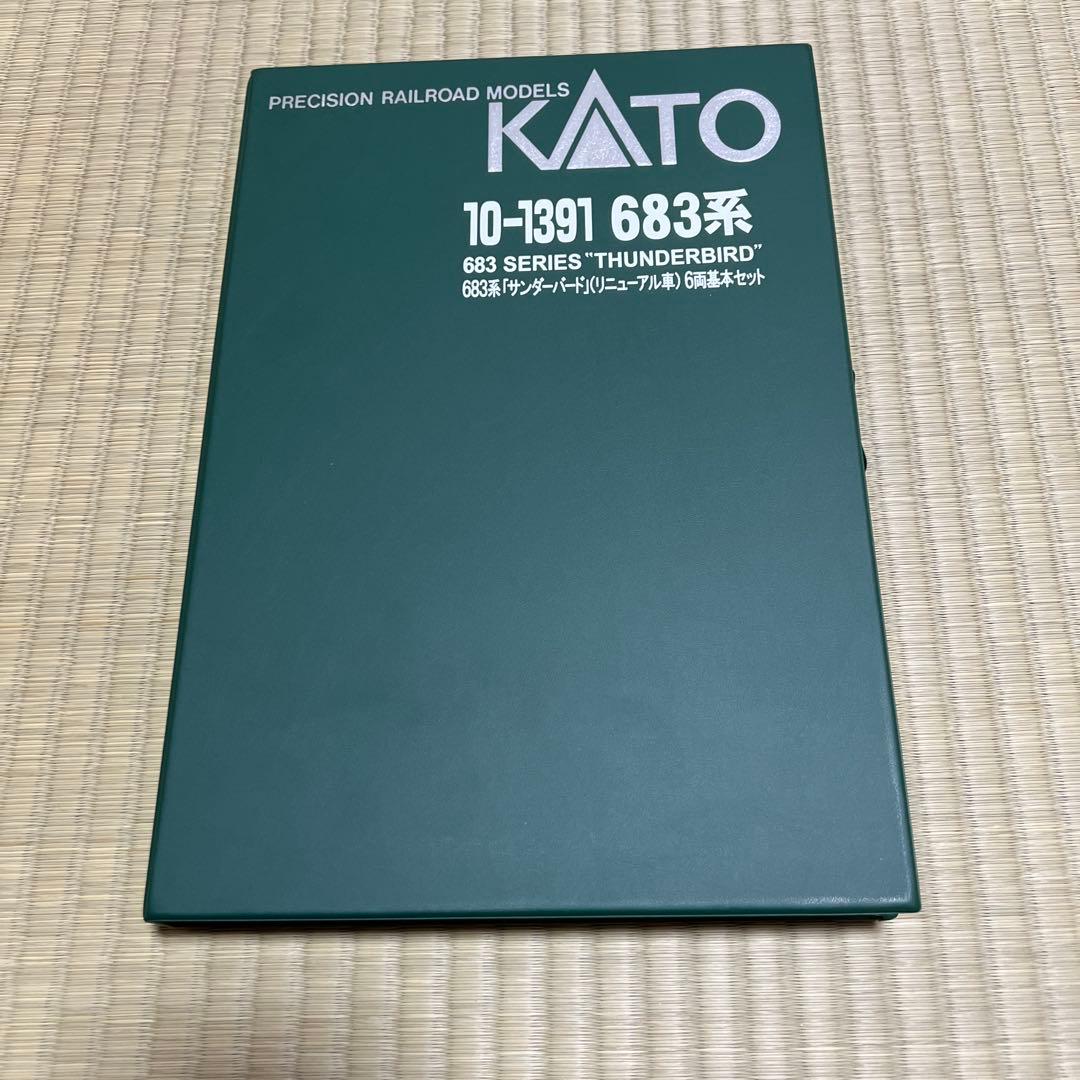 PRECISION RAILROAD MODELS
KATO
10-1391 683系
683 SERIES "THUNDERBIRD"
683系「サンダーバード」(リニューアル車) 6両基本セット